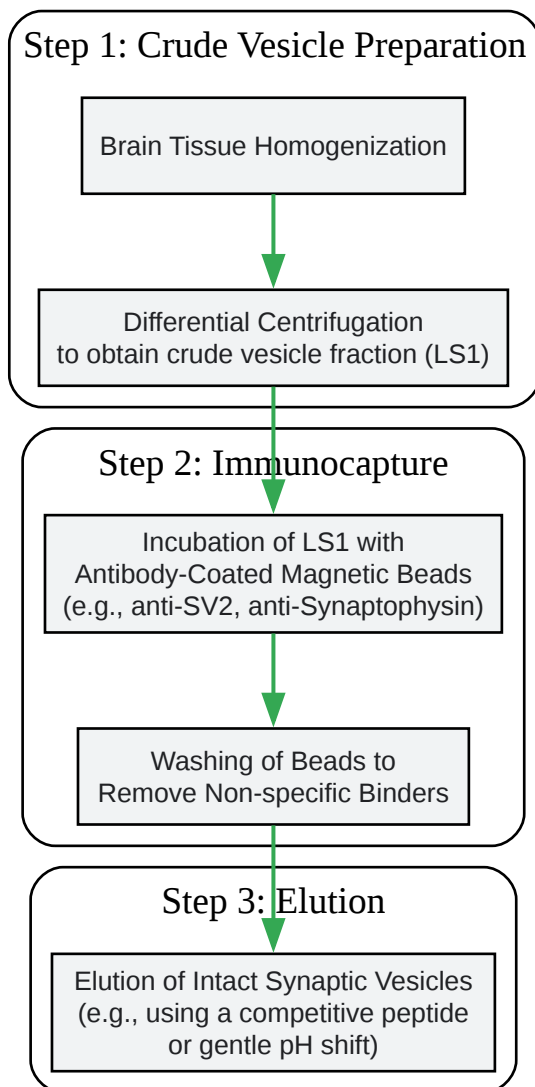 Step 1: Crude Vesicle Preparation
Brain Tissue Homogenization
Differential Centrifugation
to obtain crude vesicle fraction (LS1)
Step 2: Immunocapture
Incubation of LS1 with
Antibody-Coated Magnetic Beads
(e.g., anti-SV2, anti-Synaptophysin)
Washing of Beads to
Remove Non-specific Binders
Step 3: Elution
Elution of Intact Synaptic Vesicles
(e.g., using a competitive peptide
or gentle pH shift)